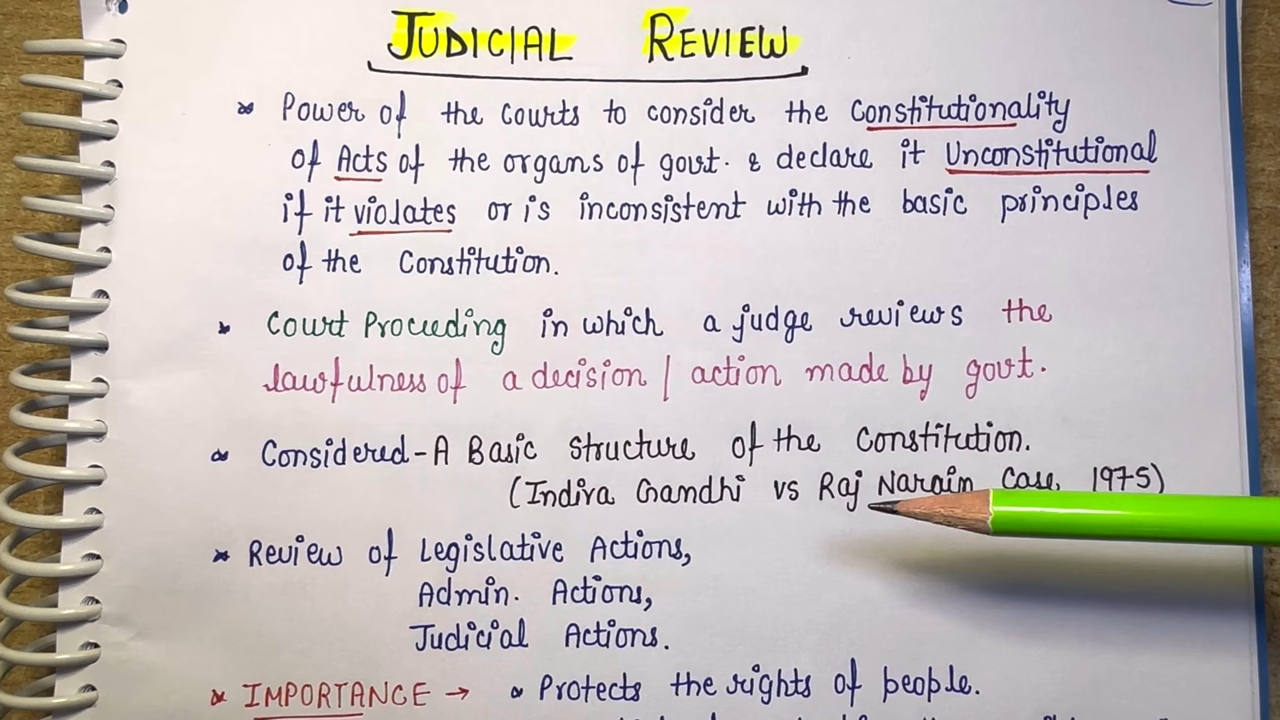 JUDICIAL REVIEW
* Power of the courts to consider the Constitutionality
of Acts of the organs of govt. & declare it Unconstitutional
if it violates or is inconsistent with the basic principles
of the Constitution.
* Court Proceeding in which a judge reviews the
lawfulness of a decision / action made by govt.
* Considered - A Basic Structure of the Constitution.
(Indira Gandhi vs Raj Narain Case, 1975)
* Review of Legislative Actions,
Admin. Actions,
Judicial Actions.
* IMPORTANCE → * Protects the rights of people.